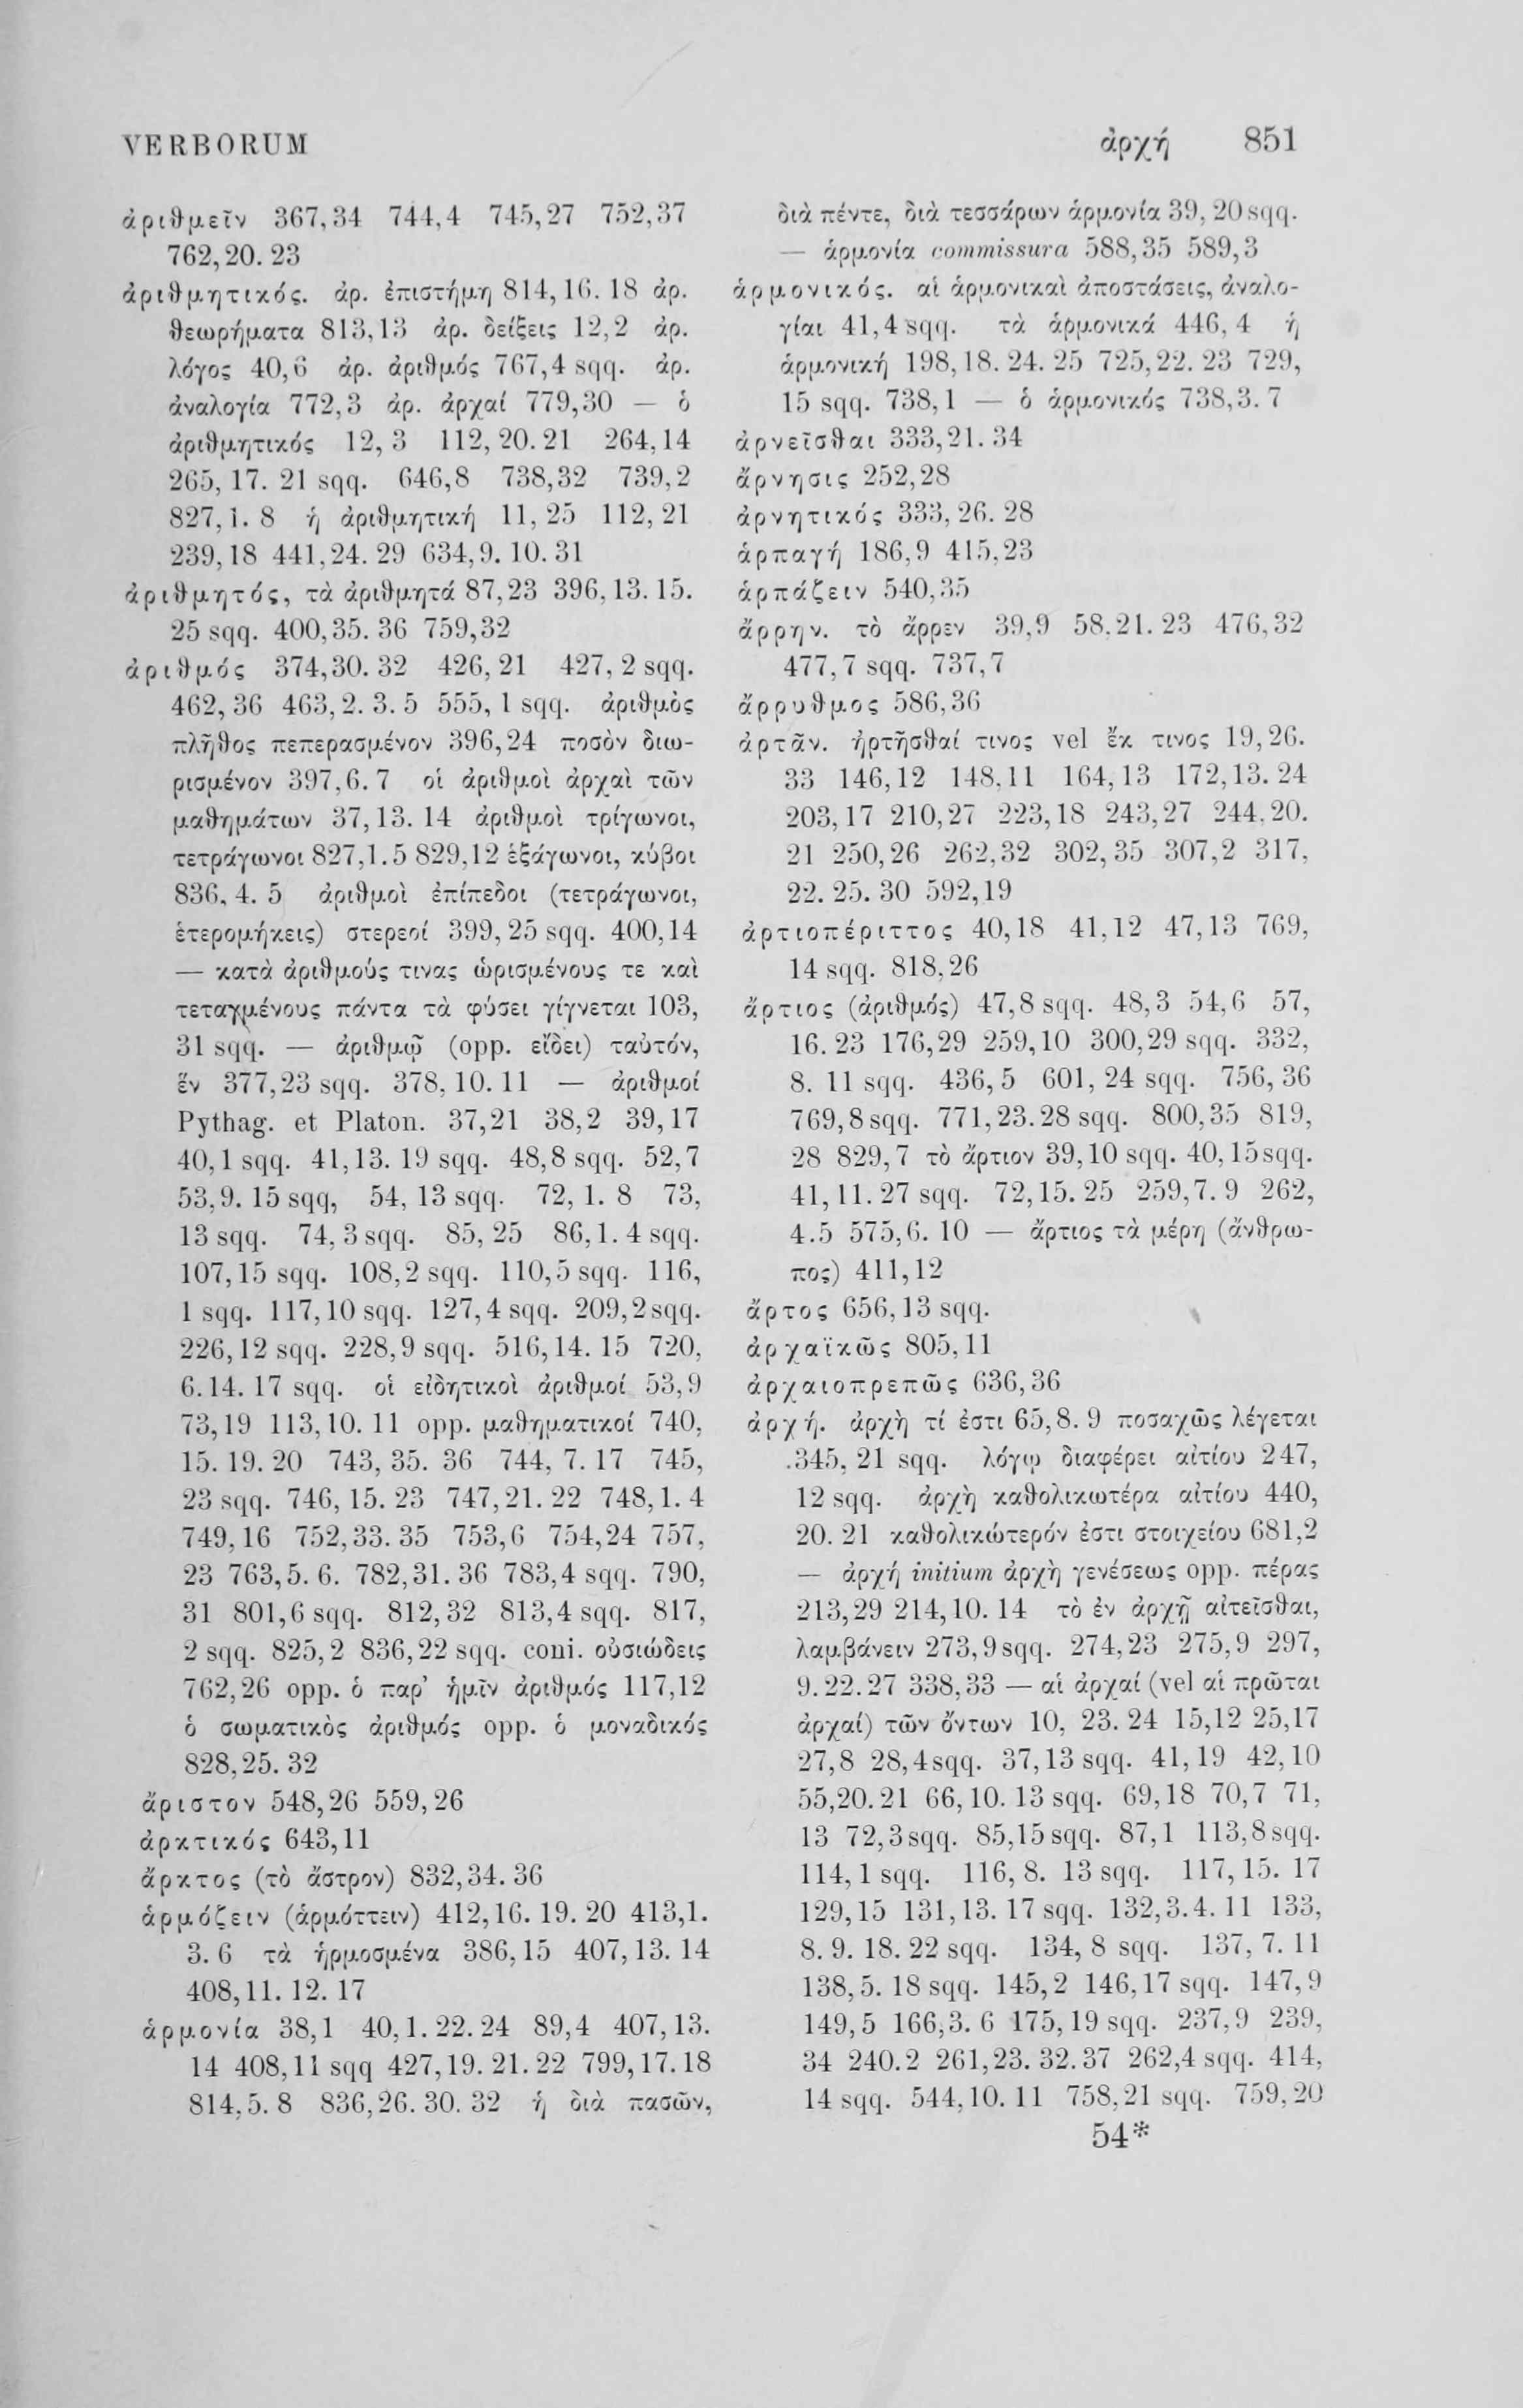 VERBORUM
ἀρχή 851
ἀριθμεῖν 367,34 744,4 745,27 752,37
762,20. 23
ἀριθμητικός. ἀρ. ἐπιστήμη 814,16. 18 ἀρ.
θεωρήματα 813,13 ἀρ. δείξεις 12,2 ἀρ.
λόγος 40,6 ἀρ. ἀριθμός 767,4 sqq. ἀρ.
ἀναλογία 772,3 ἀρ. ἀρχαί 779,30 — ὁ
ἀριθμητικός 12, 3 112, 20. 21 264,14
265, 17. 21 sqq. 646,8 738,32 739,2
827, 1. 8 ἡ ἀριθμητική 11, 25 112, 21
239,18 441,24. 29 634,9. 10. 31
ἀριθμητός, τὰ ἀριθμητά 87,23 396,13. 15.
25 sqq. 400,35. 36 759,32
ἀριθμός 374,30. 32 426, 21 427, 2 sqq.
462, 36 463, 2. 3. 5 555, 1 sqq. ἀριθμὸς
πλῆθος πεπερασμένον 396,24 ποσὸν διω-
ρισμένον 397,6. 7 οἱ ἀριθμοὶ ἀρχαὶ τῶν
μαθημάτων 37,13. 14 ἀριθμοὶ τρίγωνοι,
τετράγωνοι 827,1. 5 829,12 ἑξάγωνοι, κύβοι
836, 4. 5 ἀριθμοὶ ἐπίπεδοι (τετράγωνοι,
ἑτερομήκεις) στερεοί 399, 25 sqq. 400,14
— κατὰ ἀριθμούς τινας ὡρισμένους τε καὶ
τεταγμένους πάντα τὰ φύσει γίγνεται 103,
31 sqq. — ἀριθμῷ (opp. εἴδει) ταὐτόν,
ἕν 377,23 sqq. 378, 10. 11 — ἀριθμοί
Pythag. et Platon. 37,21 38,2 39,17
40,1 sqq. 41,13. 19 sqq. 48,8 sqq. 52,7
53,9. 15 sqq, 54, 13 sqq. 72, 1. 8 73,
13 sqq. 74, 3 sqq. 85, 25 86, 1. 4 sqq.
107,15 sqq. 108,2 sqq. 110,5 sqq. 116,
1 sqq. 117,10 sqq. 127,4 sqq. 209,2 sqq.
226,12 sqq. 228,9 sqq. 516,14. 15 720,
6. 14. 17 sqq. οἱ εἰδητικοὶ ἀριθμοί 53,9
73,19 113,10. 11 opp. μαθηματικοί 740,
15. 19. 20 743, 35. 36 744, 7. 17 745,
23 sqq. 746, 15. 23 747,21. 22 748,1. 4
749,16 752,33. 35 753,6 754,24 757,
23 763,5. 6. 782,31. 36 783,4 sqq. 790,
31 801,6 sqq. 812,32 813,4 sqq. 817,
2 sqq. 825,2 836,22 sqq. coni. οὐσιώδεις
762,26 opp. ὁ παρ’ ἡμῖν ἀριθμός 117,12
ὁ σωματικὸς ἀριθμός opp. ὁ μοναδικός
828,25. 32
ἄριστον 548,26 559,26
ἀρκτικός 643,11
ἄρκτος (τὸ ἄστρον) 832,34. 36
ἁρμόζειν (ἁρμόττειν) 412,16. 19. 20 413,1.
3. 6 τὰ ἡρμοσμένα 386,15 407,13. 14
408,11. 12. 17
ἁρμονία 38,1 40,1. 22. 24 89,4 407,13.
14 408,11 sqq 427,19. 21. 22 799,17. 18
814,5. 8 836,26. 30. 32 ἡ διὰ πασῶν,
διὰ πέντε, διὰ τεσσάρων ἁρμονία 39, 20 sqq.
— ἁρμονία commissura 588,35 589,3
ἁρμονικός. αἱ ἁρμονικαὶ ἀποστάσεις, ἀναλο-
γίαι 41,4 sqq. τὰ ἁρμονικά 446, 4 ἡ
ἁρμονική 198,18. 24. 25 725,22. 23 729,
15 sqq. 738,1 — ὁ ἁρμονικός 738,3. 7
ἀρνεῖσθαι 333,21. 34
ἄρνησις 252,28
ἀρνητικός 333, 26. 28
ἁρπαγή 186,9 415,23
ἁρπάζειν 540,35
ἄρρην. τὸ ἄρρεν 39,9 58,21. 23 476,32
477,7 sqq. 737,7
ἄρρυθμος 586,36
ἀρτᾶν. ἠρτῆσθαί τινος vel ἔκ τινος 19,26.
33 146,12 148,11 164,13 172,13. 24
203,17 210,27 223,18 243,27 244,20.
21 250,26 262,32 302,35 307,2 317,
22. 25. 30 592,19
ἀρτιοπέριττος 40,18 41,12 47,13 769,
14 sqq. 818,26
ἄρτιος (ἀριθμός) 47,8 sqq. 48,3 54,6 57,
16. 23 176,29 259,10 300,29 sqq. 332,
8. 11 sqq. 436, 5 601, 24 sqq. 756, 36
769,8 sqq. 771,23. 28 sqq. 800,35 819,
28 829,7 τὸ ἄρτιον 39,10 sqq. 40,15 sqq.
41, 11. 27 sqq. 72,15. 25 259,7. 9 262,
4. 5 575,6. 10 — ἄρτιος τὰ μέρη (ἄνθρω-
πος) 411,12
ἄρτος 656,13 sqq.
ἀρχαϊκῶς 805,11
ἀρχαιοπρεπῶς 636,36
ἀρχή. ἀρχὴ τί ἐστι 65,8. 9 ποσαχῶς λέγεται
345, 21 sqq. λόγῳ διαφέρει αἰτίου 247,
12 sqq. ἀρχὴ καθολικωτέρα αἰτίου 440,
20. 21 καθολικώτερόν ἐστι στοιχείου 681,2
— ἀρχή initium ἀρχὴ γενέσεως opp. πέρας
213,29 214,10. 14 τὸ ἐν ἀρχῇ αἰτεῖσθαι,
λαμβάνειν 273,9 sqq. 274,23 275,9 297,
9. 22. 27 338,33 — αἱ ἀρχαί (vel αἱ πρῶται
ἀρχαί) τῶν ὄντων 10, 23. 24 15,12 25,17
27,8 28,4 sqq. 37,13 sqq. 41,19 42,10
55,20. 21 66,10. 13 sqq. 69,18 70,7 71,
13 72,3 sqq. 85,15 sqq. 87,1 113,8 sqq.
114, 1 sqq. 116, 8. 13 sqq. 117, 15. 17
129,15 131,13. 17 sqq. 132,3. 4. 11 133,
8. 9. 18. 22 sqq. 134, 8 sqq. 137, 7. 11
138,5. 18 sqq. 145,2 146,17 sqq. 147,9
149,5 166,3. 6 175,19 sqq. 237,9 239,
34 240.2 261,23. 32. 37 262,4 sqq. 414,
14 sqq. 544,10. 11 758,21 sqq. 759,20
54*